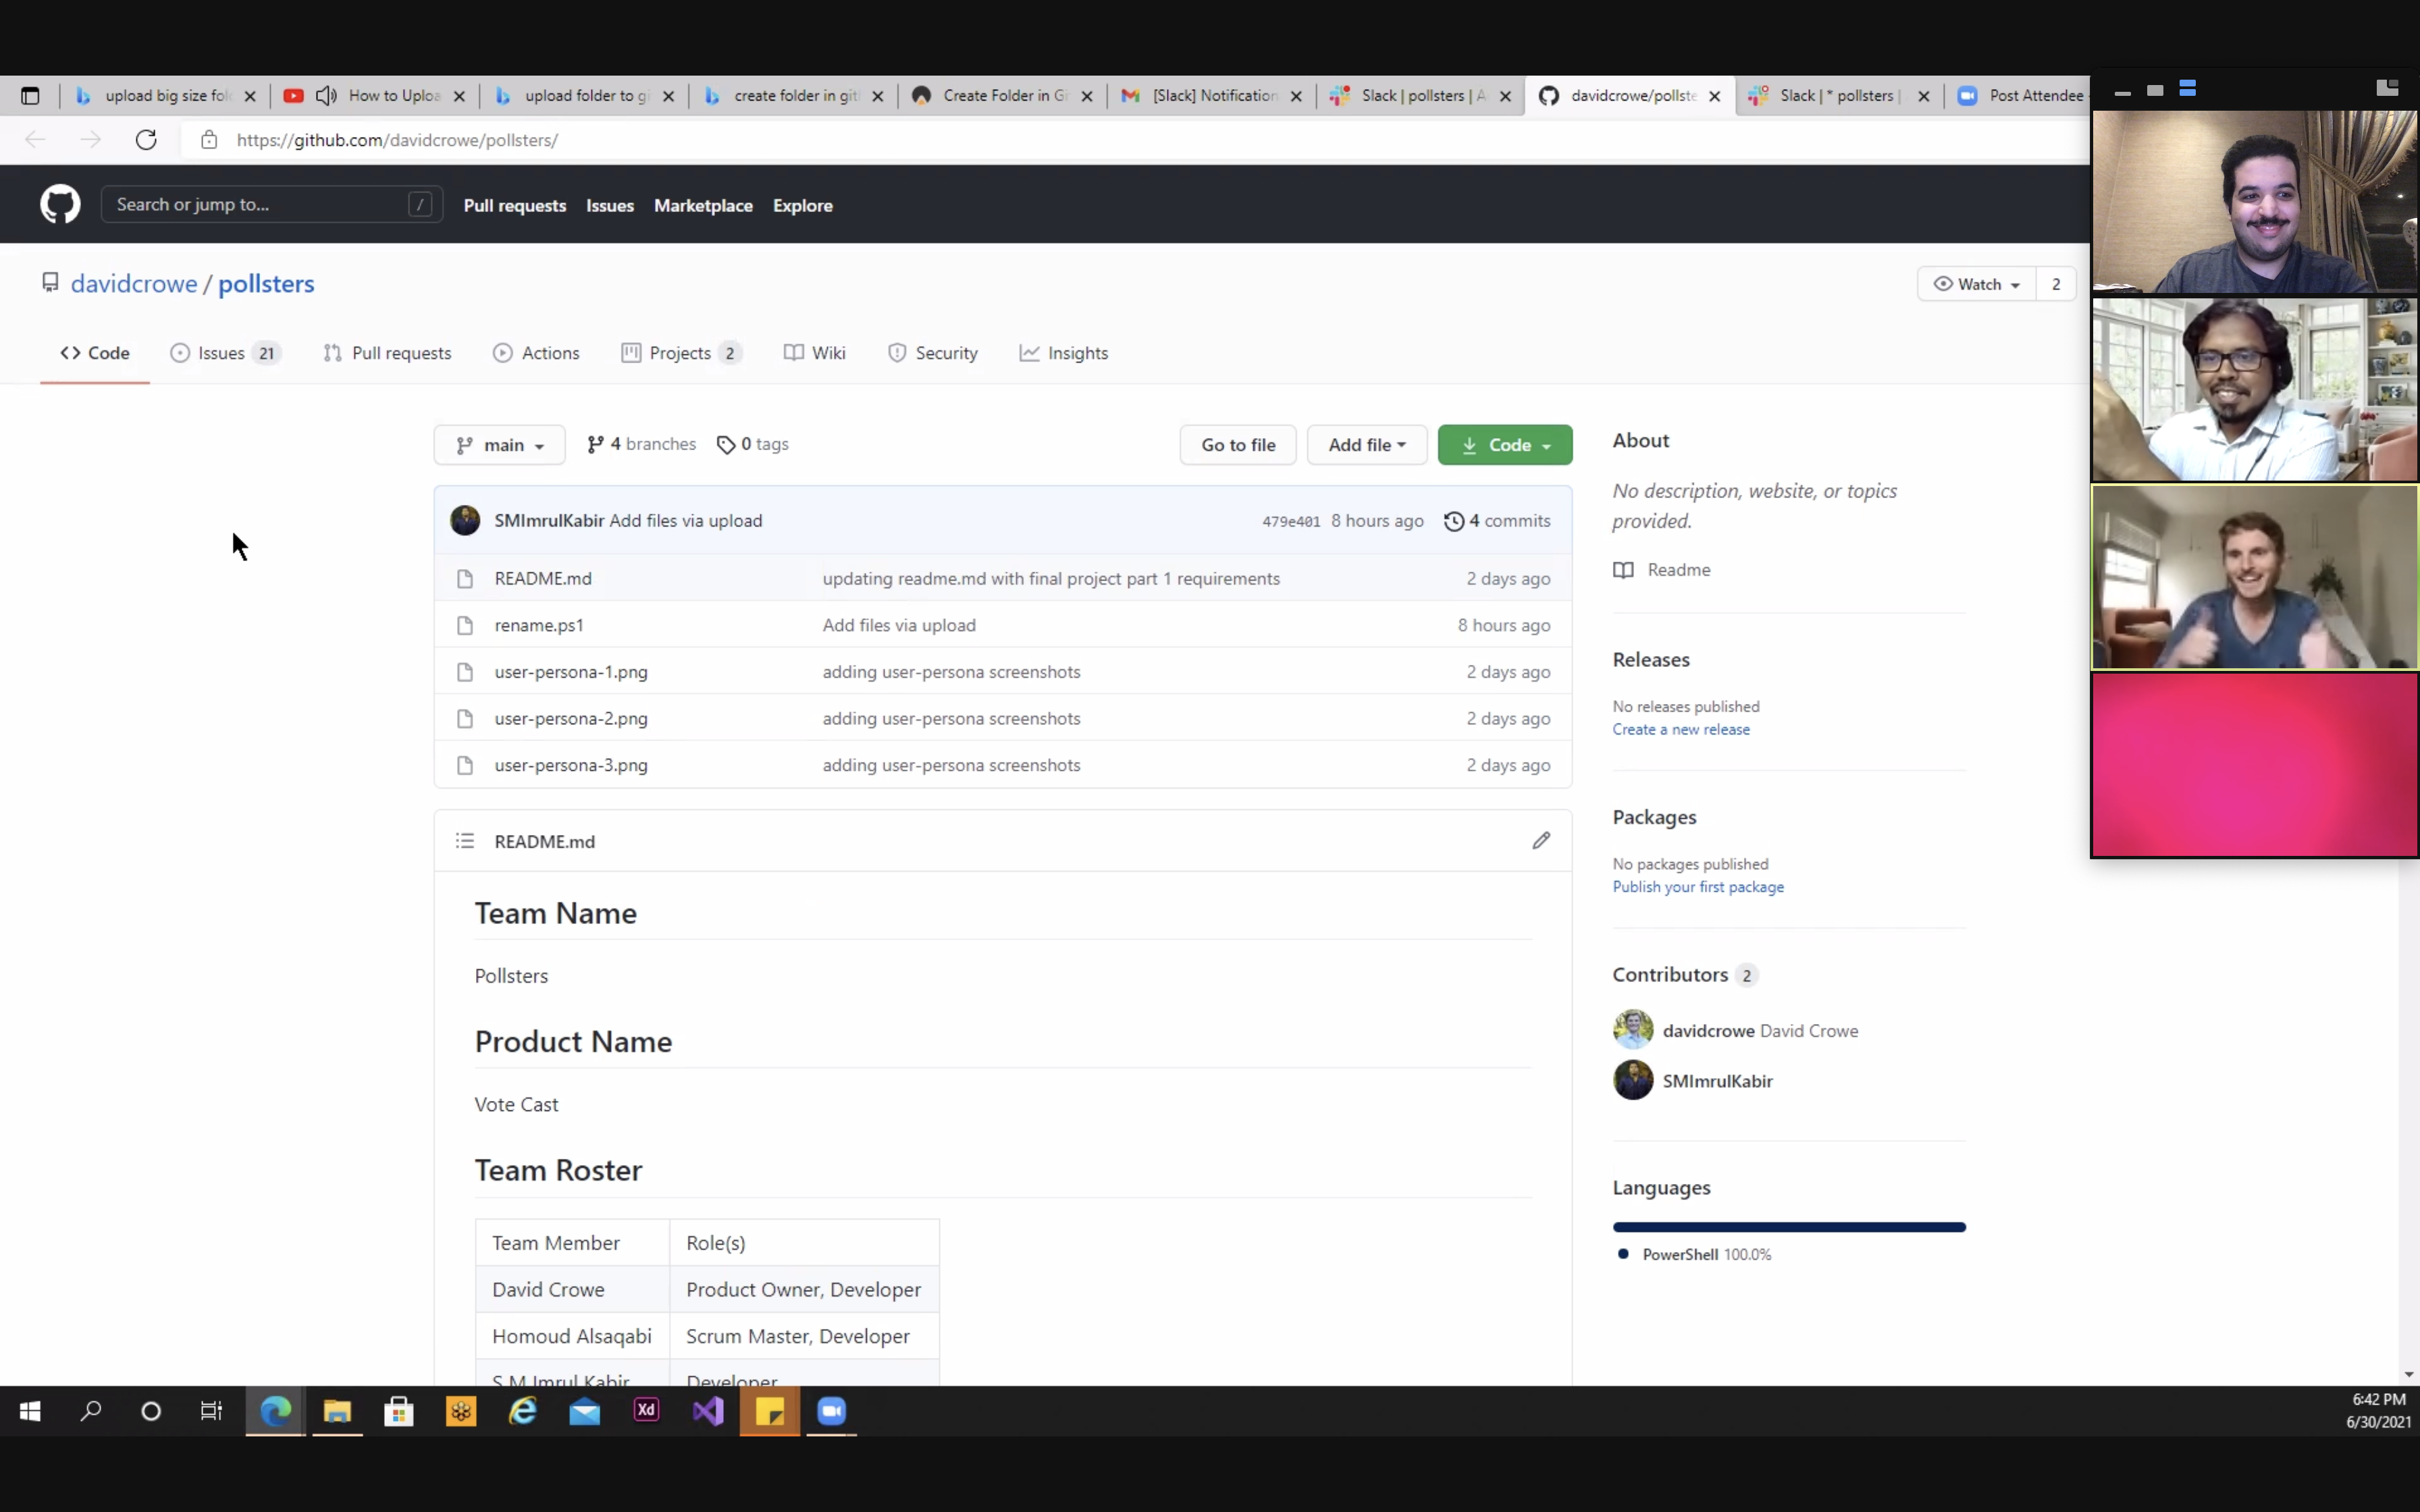 upload big size fol
How to Uploa
upload folder to gi
create folder in gitl
Create Folder in Gi
[Slack] Notification
Slack | pollsters | A
davidcrowe/pollste
Slack | * pollsters |
Post Attendee -
https://github.com/davidcrowe/pollsters/
Search or jump to... /
Pull requests Issues Marketplace Explore
davidcrowe / pollsters
Watch 2
Code Issues 21 Pull requests Actions Projects 2 Wiki Security Insights
main 4 branches 0 tags Go to file Add file Code
SMImrulKabir Add files via upload 479e401 8 hours ago 4 commits
README.md updating readme.md with final project part 1 requirements 2 days ago
rename.ps1 Add files via upload 8 hours ago
user-persona-1.png adding user-persona screenshots 2 days ago
user-persona-2.png adding user-persona screenshots 2 days ago
user-persona-3.png adding user-persona screenshots 2 days ago
README.md
Team Name
Pollsters
Product Name
Vote Cast
Team Roster
Team Member Role(s)
David Crowe Product Owner, Developer
Homoud Alsaqabi Scrum Master, Developer
S M Imrul Kabir Developer
About
No description, website, or topics
provided.
Readme
Releases
No releases published
Create a new release
Packages
No packages published
Publish your first package
Contributors 2
davidcrowe David Crowe
SMImrulKabir
Languages
PowerShell 100.0%
Xd
6:42 PM
6/30/2021